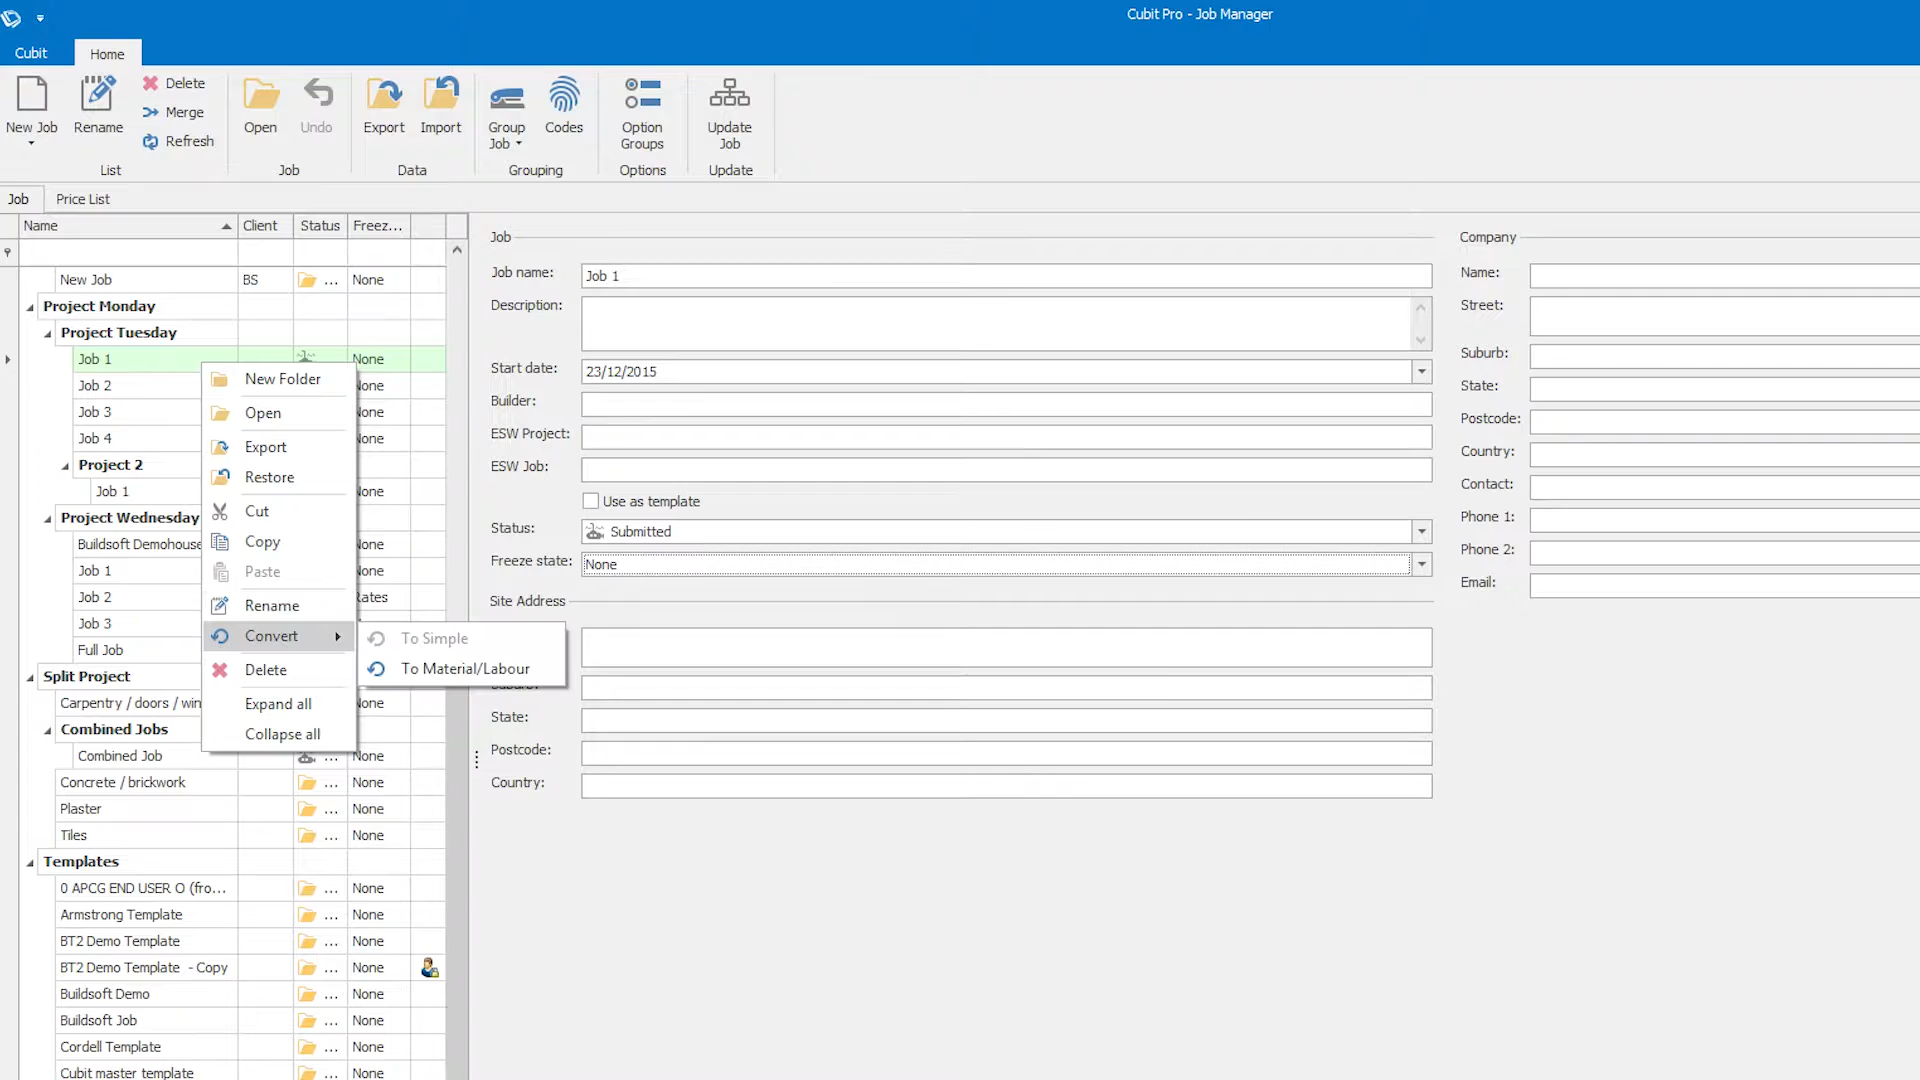 Cubit Pro - Job Manager
Cubit
Home
New Job
Rename
Delete
Merge
Refresh
List
Open
Undo
Job
Export
Import
Data
Group
Job
Codes
Grouping
Option
Groups
Options
Update
Job
Update
Job
Price List
Name
Client
Status
Freez...
New Job
BS
...
None
Project Monday
Project Tuesday
Job 1
None
Job 2
None
Job 3
None
Job 4
None
Project 2
Job 1
None
Project Wednesday
Buildsoft Demohouse
None
Job 1
None
Job 2
Rates
Job 3
Full Job
Split Project
Carpentry / doors / win
None
Combined Jobs
Combined Job
...
None
Concrete / brickwork
...
None
Plaster
...
None
Tiles
...
None
Templates
0 APCG END USER O (fro...
...
None
Armstrong Template
...
None
BT2 Demo Template
...
None
BT2 Demo Template - Copy
...
None
Buildsoft Demo
...
None
Buildsoft Job
...
None
Cordell Template
...
None
Cubit master template
...
None
New Folder
Open
Export
Restore
Cut
Copy
Paste
Rename
Convert
Delete
Expand all
Collapse all
To Simple
To Material/Labour
Job
Job name:
Job 1
Description:
Start date:
23/12/2015
Builder:
ESW Project:
ESW Job:
Use as template
Status:
Submitted
Freeze state:
None
Site Address
State:
Postcode:
Country:
Company
Name:
Street:
Suburb:
State:
Postcode:
Country:
Contact:
Phone 1:
Phone 2:
Email: